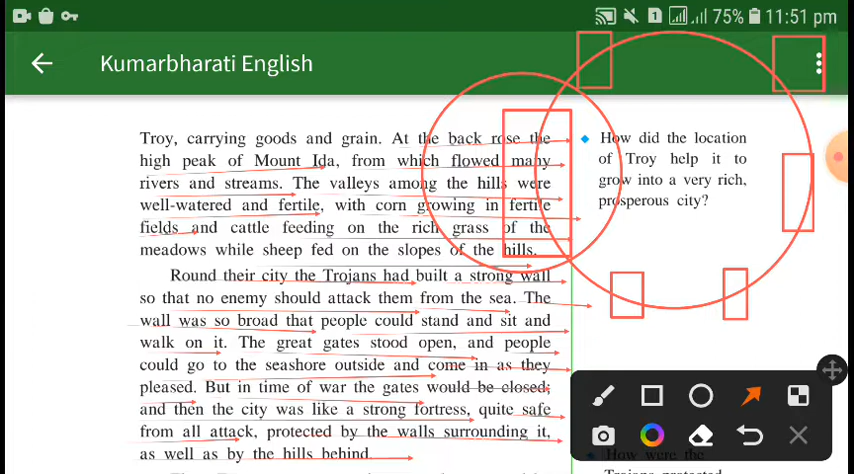 75% 11:51 pm
Kumarbharati English
Troy, carrying goods and grain. At the back rose the
high peak of Mount Ida, from which flowed many
rivers and streams. The valleys among the hills were
well-watered and fertile, with corn growing in fertile
fields and cattle feeding on the rich grass of the
meadows while sheep fed on the slopes of the hills.
Round their city the Trojans had built a strong wall
so that no enemy should attack them from the sea. The
wall was so broad that people could stand and sit and
walk on it. The great gates stood open, and people
could go to the seashore outside and come in as they
pleased. But in time of war the gates would be closed;
and then the city was like a strong fortress, quite safe
from all attack, protected by the walls surrounding it,
as well as by the hills behind.
How did the location
of Troy help it to
grow into a very rich,
prosperous city?
How were the
Trojans protected